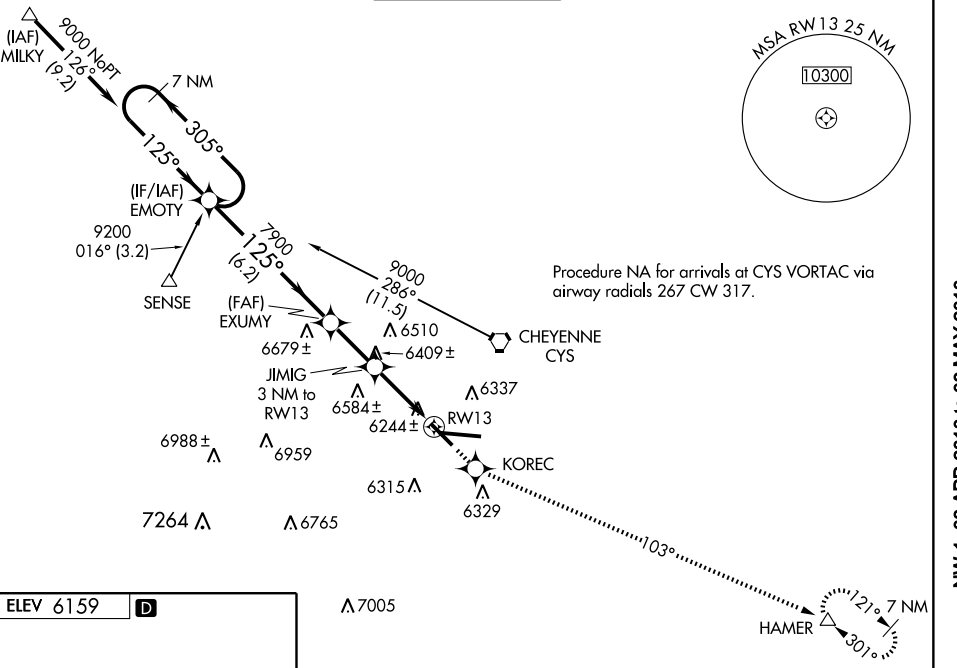 (IAF)
MILKY
9000 NoPT
126°
(9.2)
7 NM
305°
125°
(IF/IAF)
EMOTY
9200
016° (3.2)
SENSE
7900
125°
(6.2)
(FAF)
EXUMY
9000
286°
(11.5)
CHEYENNE
CYS
MSA RW13 25 NM
10300
Procedure NA for arrivals at CYS VORTAC via
airway radials 267 CW 317.
6679±
6510
6409±
JIMIG
3 NM to
RW13
6584±
6337
6244±
RW13
6988±
6959
KOREC
6315
6329
7264
6765
103°
ELEV 6159
D
7005
HAMER
121°
7 NM
301°